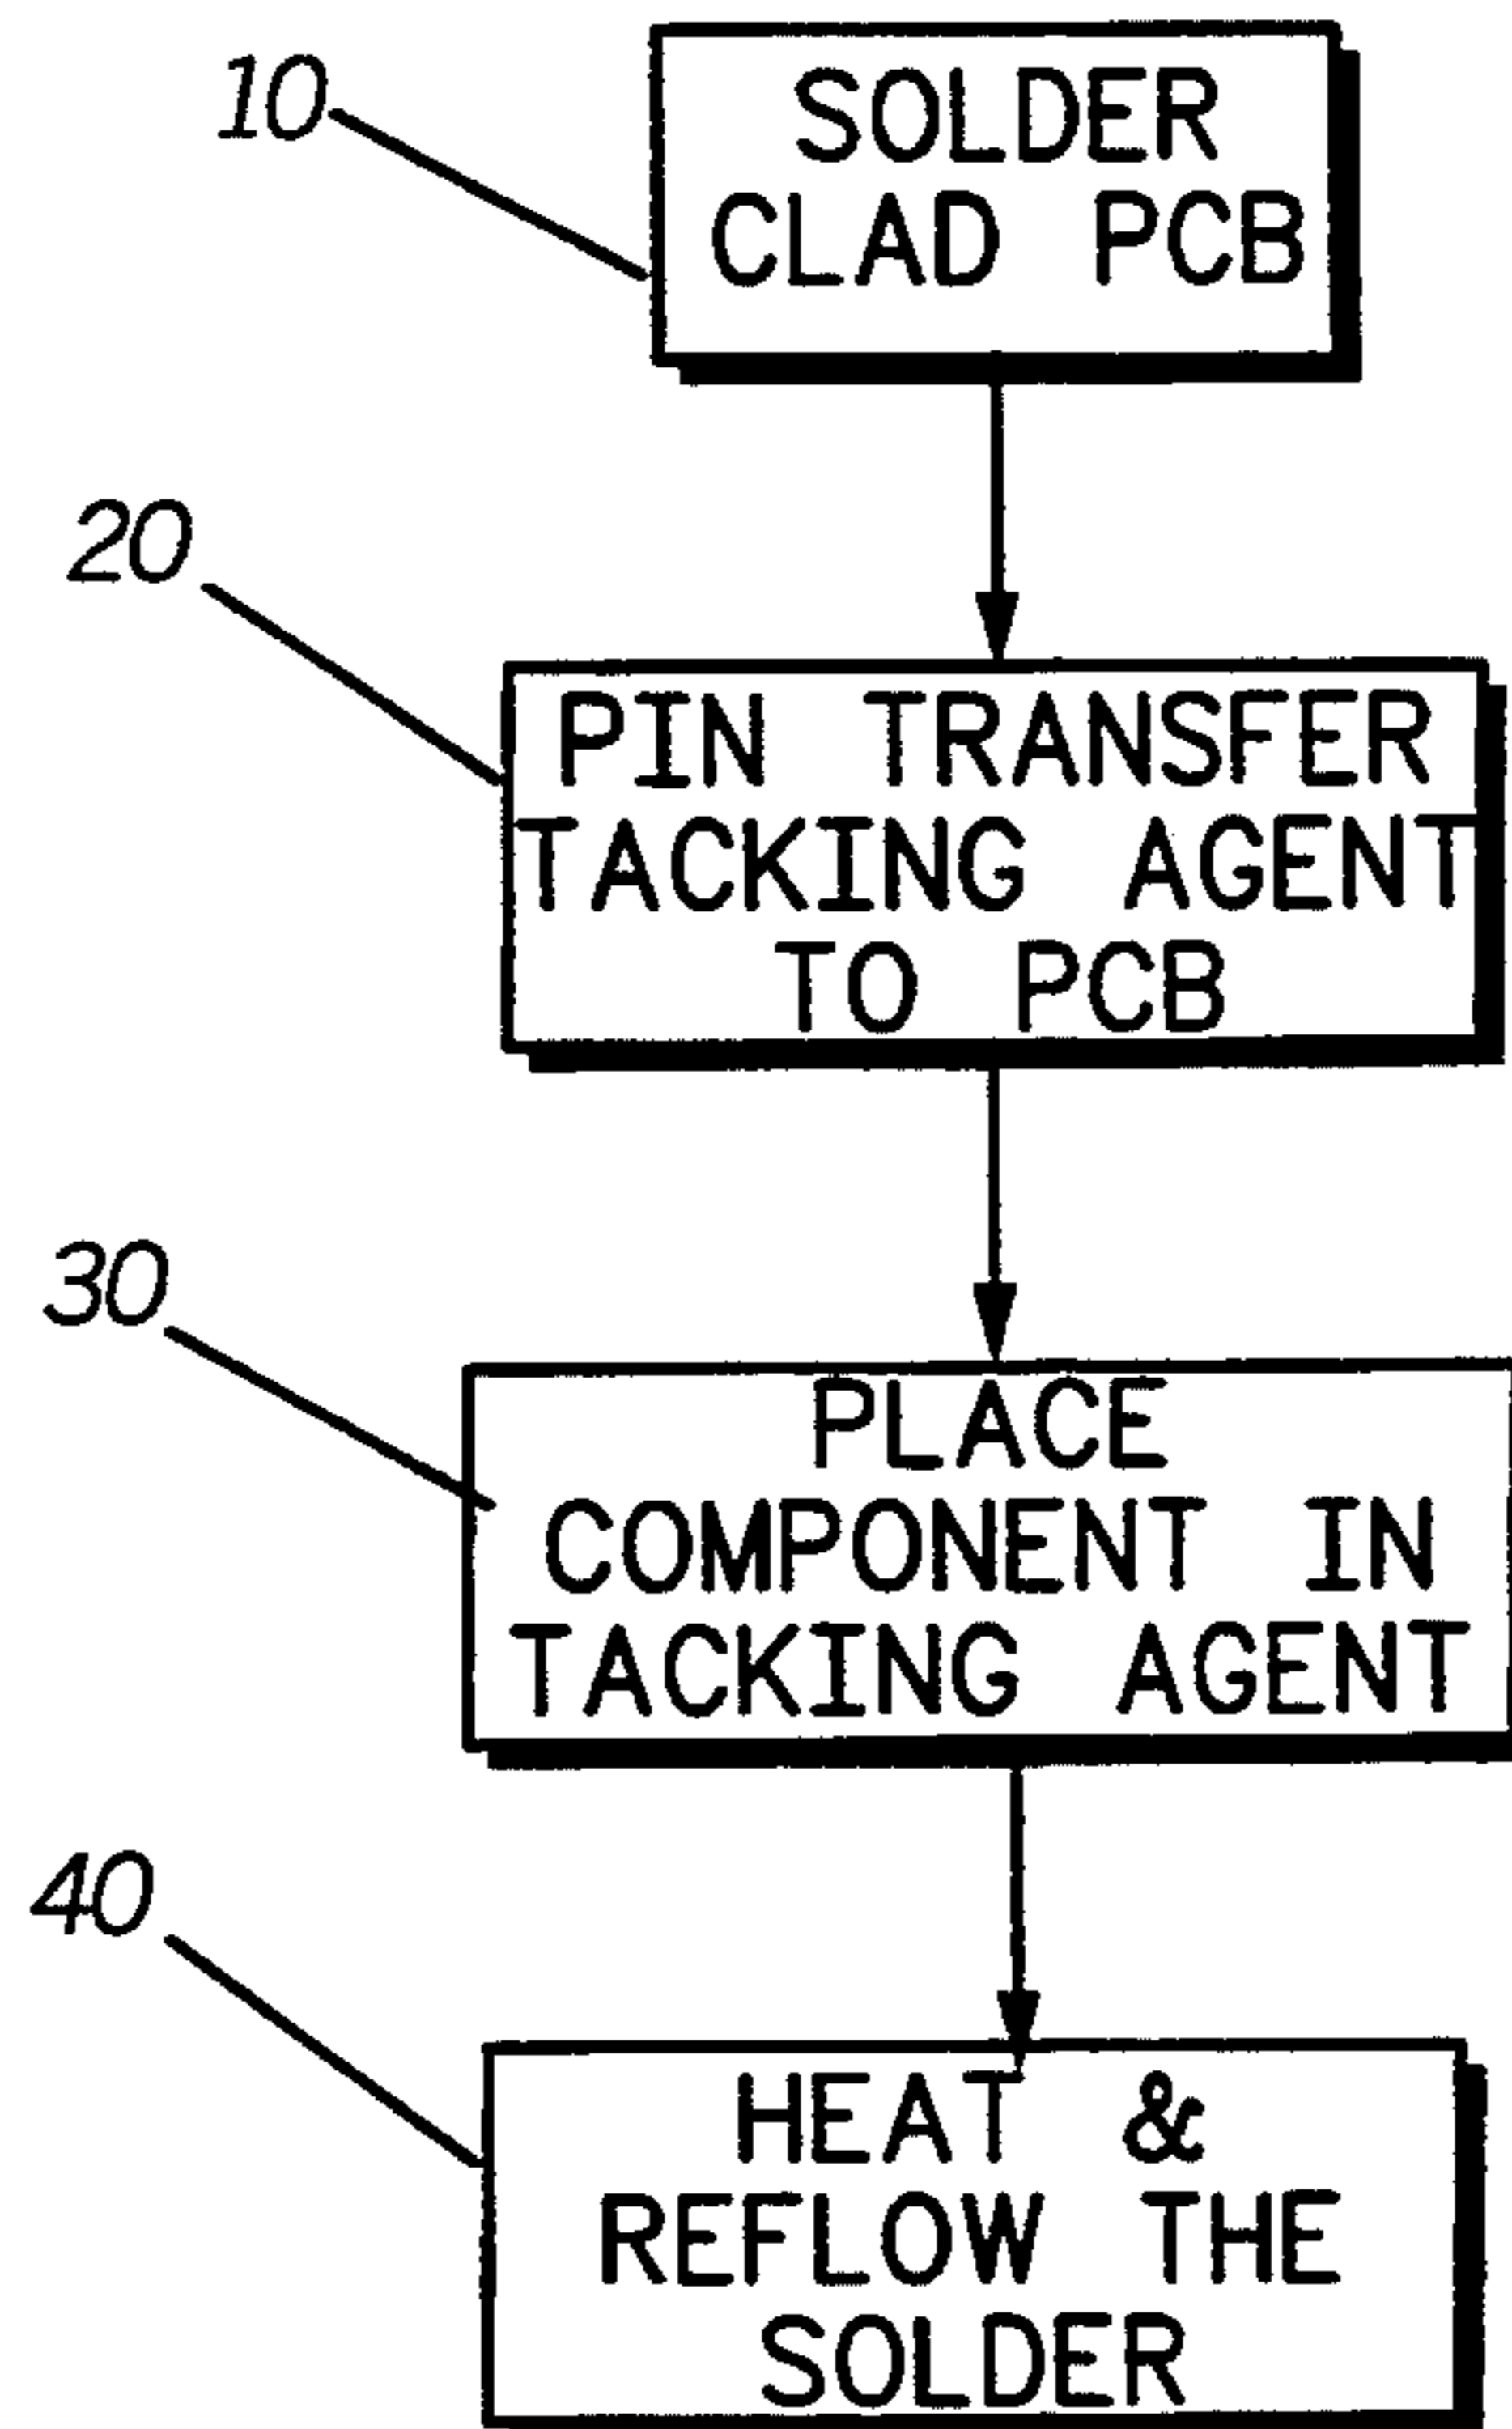 10
SOLDER
CLAD PCB
20
PIN TRANSFER
TACKING AGENT
TO PCB
30
PLACE
COMPONENT IN
TACKING AGENT
40
HEAT &
REFLOW THE
SOLDER